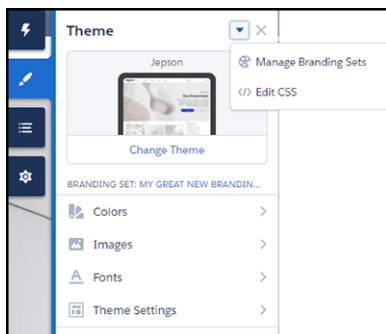 Theme
Jepson
Manage Branding Sets
Edit CSS
Change Theme
BRANDING SET: MY GREAT NEW BRANDIN...
Colors
Images
Fonts
Theme Settings